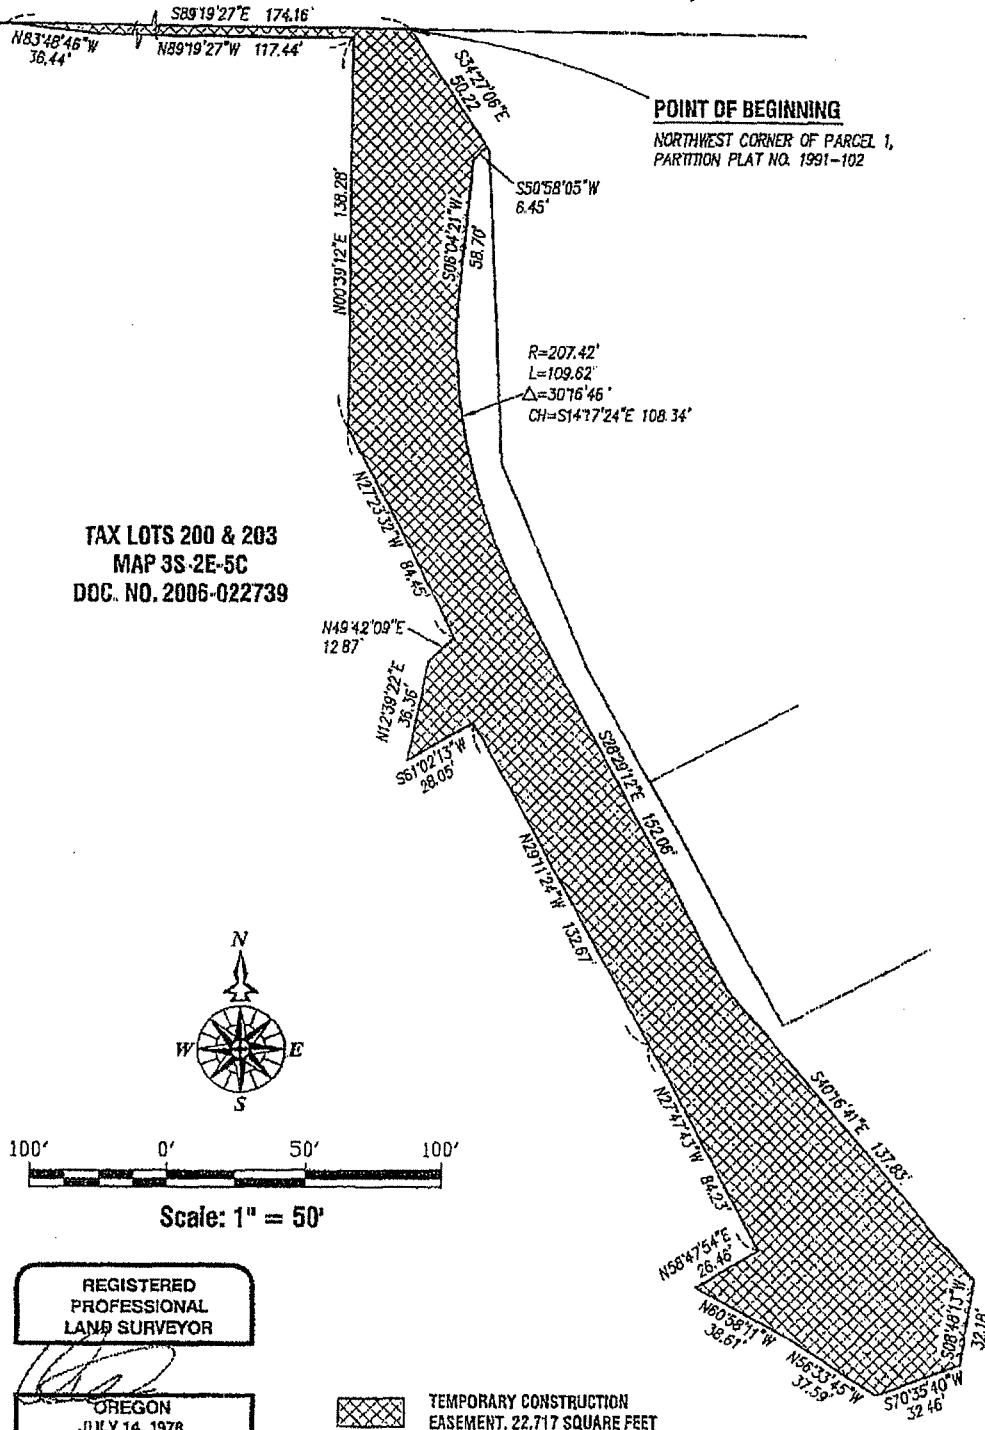 S89°19'27"E 174.16'
N83°48'46"W
36.44'
N89°19'27"W 117.44'
S34°27'06"E
50.22
POINT OF BEGINNING
NORTHWEST CORNER OF PARCEL 1,
PARTITION PLAT NO. 1991-102
S50°58'05"W
6.45'
N00°39'12"E 138.28'
S06°04'21"W
58.70'
R=207.42'
L=109.62'
△=30°16'46"
CH=S14°17'24"E 108.34'
N27°23'32"W 84.45'
TAX LOTS 200 & 203
MAP 3S-2E-5C
DOC. NO. 2006-022739
N49°42'09"E
12.87'
N12°39'22"E
36.36'
S61°02'13"W
28.05'
S28°29'12"E 152.06'
N29°11'24"W 132.67'
N
W E
S
S40°16'41"E 137.83'
N27°47'43"W 84.23'
100' 0' 50' 100'
Scale: 1" = 50'
N58°47'54"E
26.46'
S08°48'13"W
32.18'
N60°58'11"W
38.61'
N56°33'45"W
37.59'
S70°35'40"W
32.46'
REGISTERED
PROFESSIONAL
LAND SURVEYOR
OREGON
JULY 14, 1978
TEMPORARY CONSTRUCTION
EASEMENT, 22,717 SQUARE FEET